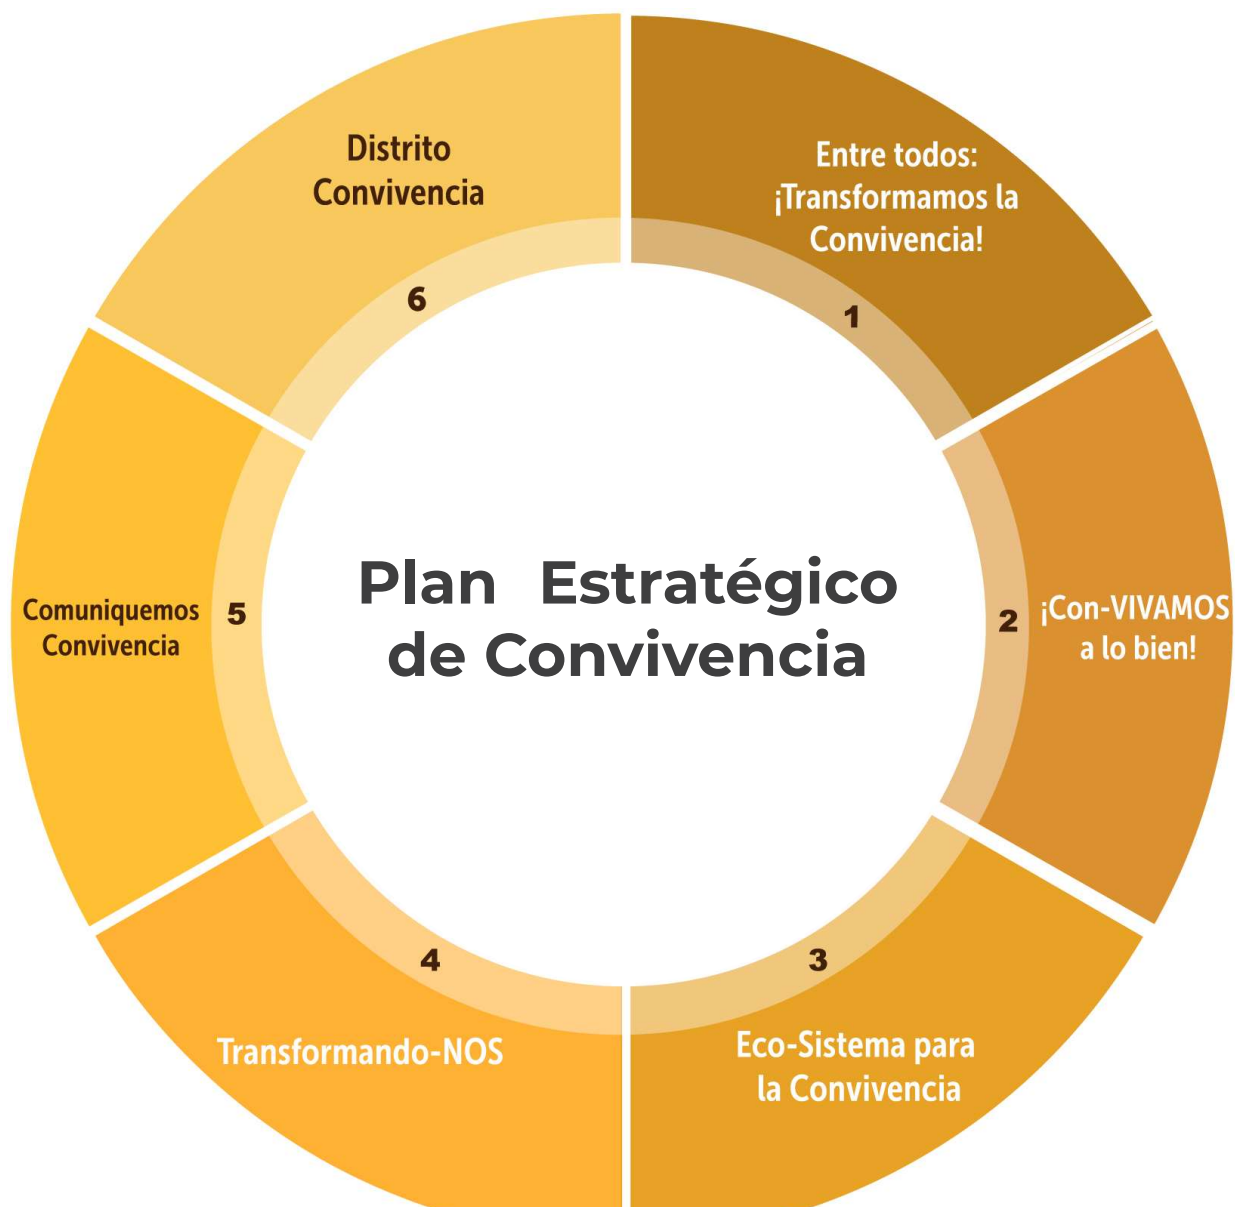 Plan Estratégico
de Convivencia
Entre todos:
¡Transformamos la
Convivencia!
1
¡Con-VIVAMOS
a lo bien!
2
Eco-Sistema para
la Convivencia
3
Transformando-NOS
4
Comuniquemos
Convivencia
5
Distrito
Convivencia
6